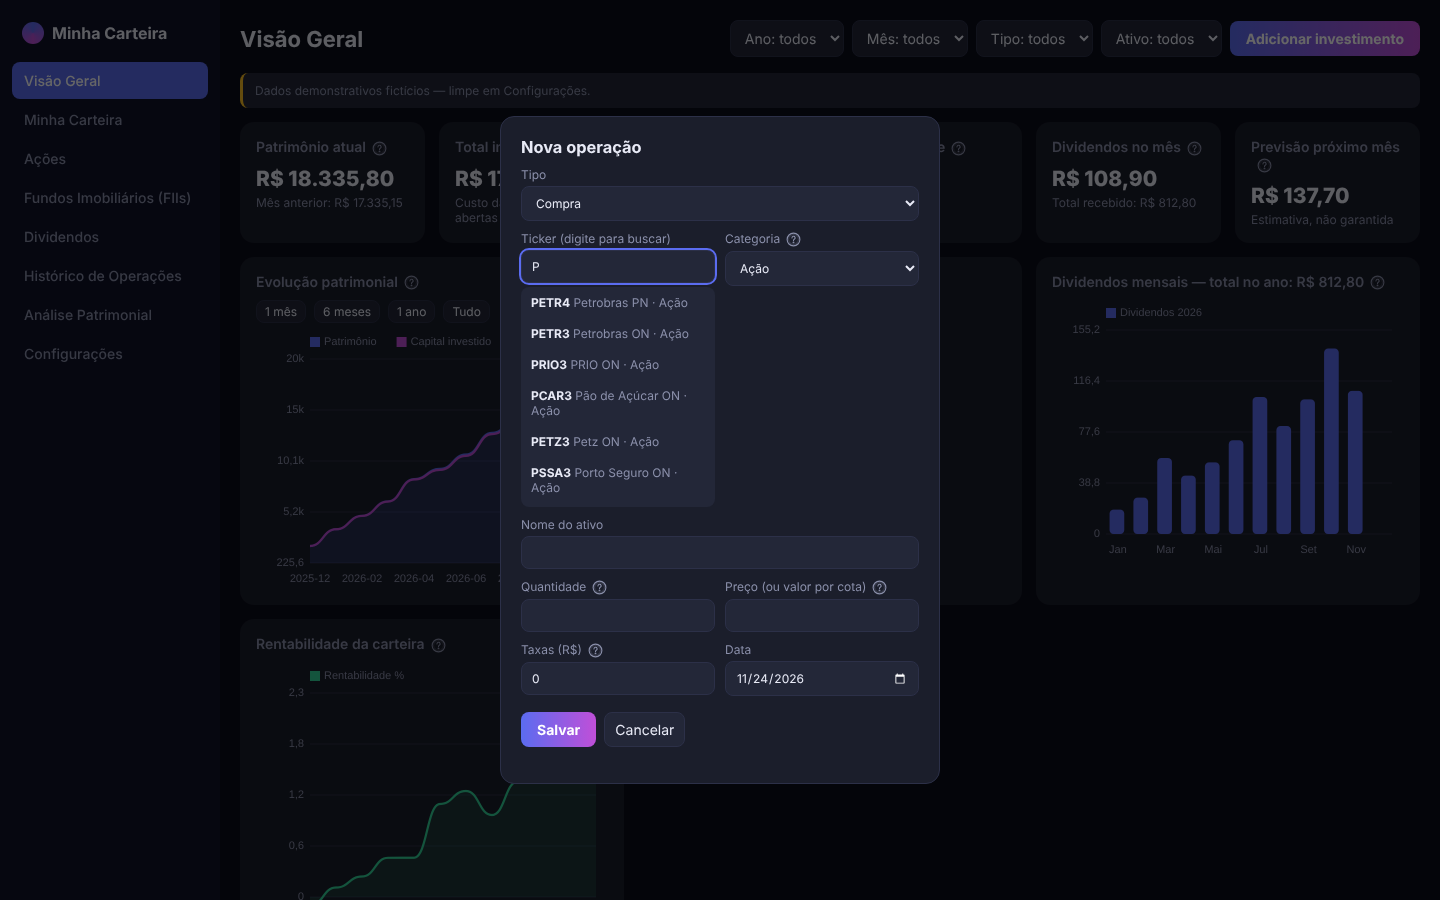 Minha Carteira
Visão Geral
Minha Carteira
Ações
Fundos Imobiliários (FIIs)
Dividendos
Histórico de Operações
Análise Patrimonial
Configurações
Visão Geral
Ano: todos
Mês: todos
Tipo: todos
Ativo: todos
Adicionar investimento
Dados demonstrativos fictícios — limpe em Configurações.
Patrimônio atual ?
R$ 18.335,80
Mês anterior: R$ 17.335,15
Total in
R$ 17
Custo d
abertas
e ?
Dividendos no mês ?
R$ 108,90
Total recebido: R$ 812,80
Previsão próximo mês
?
R$ 137,70
Estimativa, não garantida
Evolução patrimonial ?
1 mês
6 meses
1 ano
Tudo
Patrimônio
Capital investido
20k
15k
10,1k
5,2k
225,6
2025-12
2026-02
2026-04
2026-06
Dividendos mensais — total no ano: R$ 812,80 ?
Dividendos 2026
155,2
116,4
77,6
38,8
0
Jan
Mar
Mai
Jul
Set
Nov
Rentabilidade da carteira ?
Rentabilidade %
2,3
1,8
1,2
0,6
0
Nova operação
Tipo
Compra
Ticker (digite para buscar)
P
Categoria ?
Ação
PETR4 Petrobras PN · Ação
PETR3 Petrobras ON · Ação
PRIO3 PRIO ON · Ação
PCAR3 Pão de Açúcar ON ·
Ação
PETZ3 Petz ON · Ação
PSSA3 Porto Seguro ON ·
Ação
Nome do ativo
Quantidade ?
Preço (ou valor por cota) ?
Taxas (R$) ?
0
Data
11/24/2026
Salvar
Cancelar